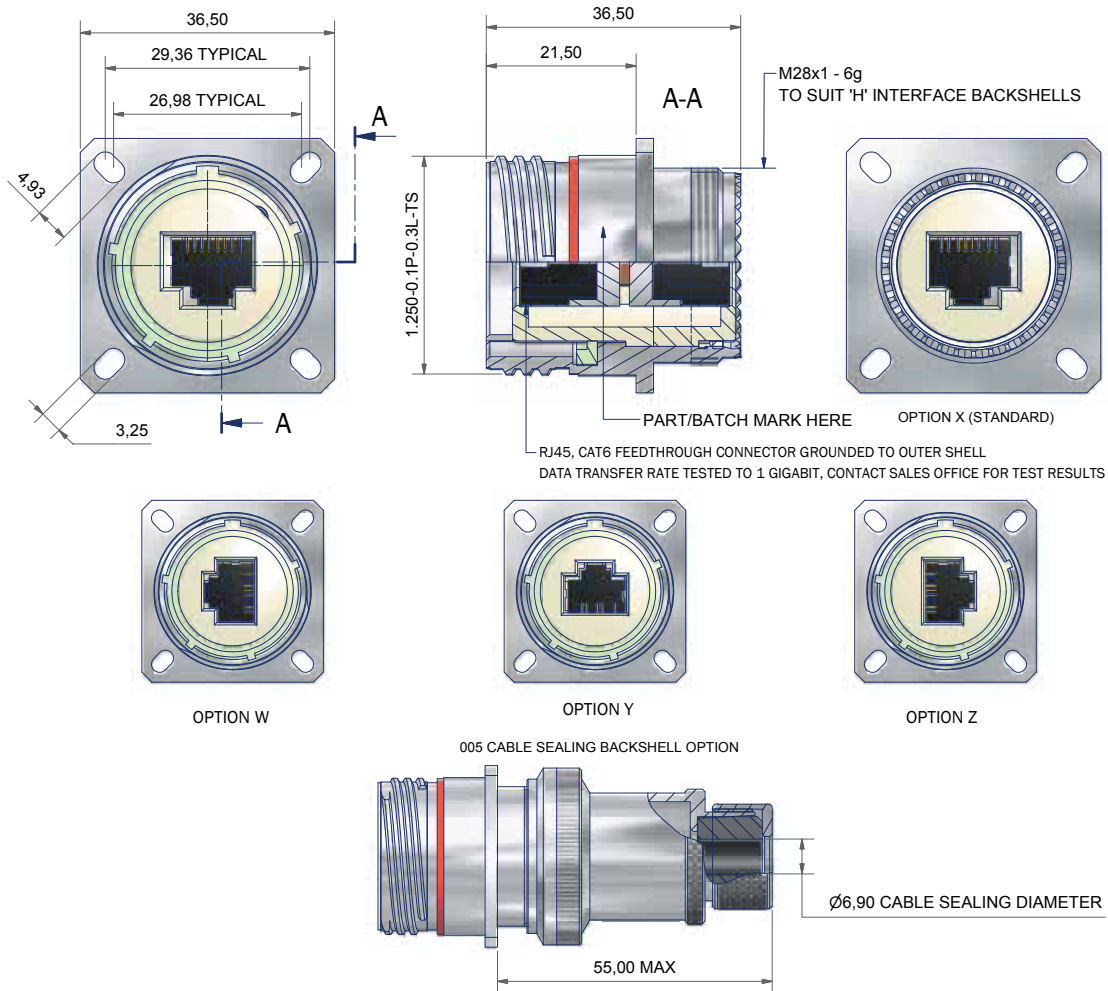 36,50
29,36 TYPICAL
26,98 TYPICAL
A
4,93
3,25
A
36,50
21,50
A-A
M28x1 - 6g
TO SUIT 'H' INTERFACE BACKSHELLS
1.250-0.1P-0.3L-TS
PART/BATCH MARK HERE
OPTION X (STANDARD)
RJ45, CAT6 FEEDTHROUGH CONNECTOR GROUNDED TO OUTER SHELL
DATA TRANSFER RATE TESTED TO 1 GIGABIT, CONTACT SALES OFFICE FOR TEST RESULTS
OPTION W
OPTION Y
OPTION Z
005 CABLE SEALING BACKSHELL OPTION
Ø6,90 CABLE SEALING DIAMETER
55,00 MAX